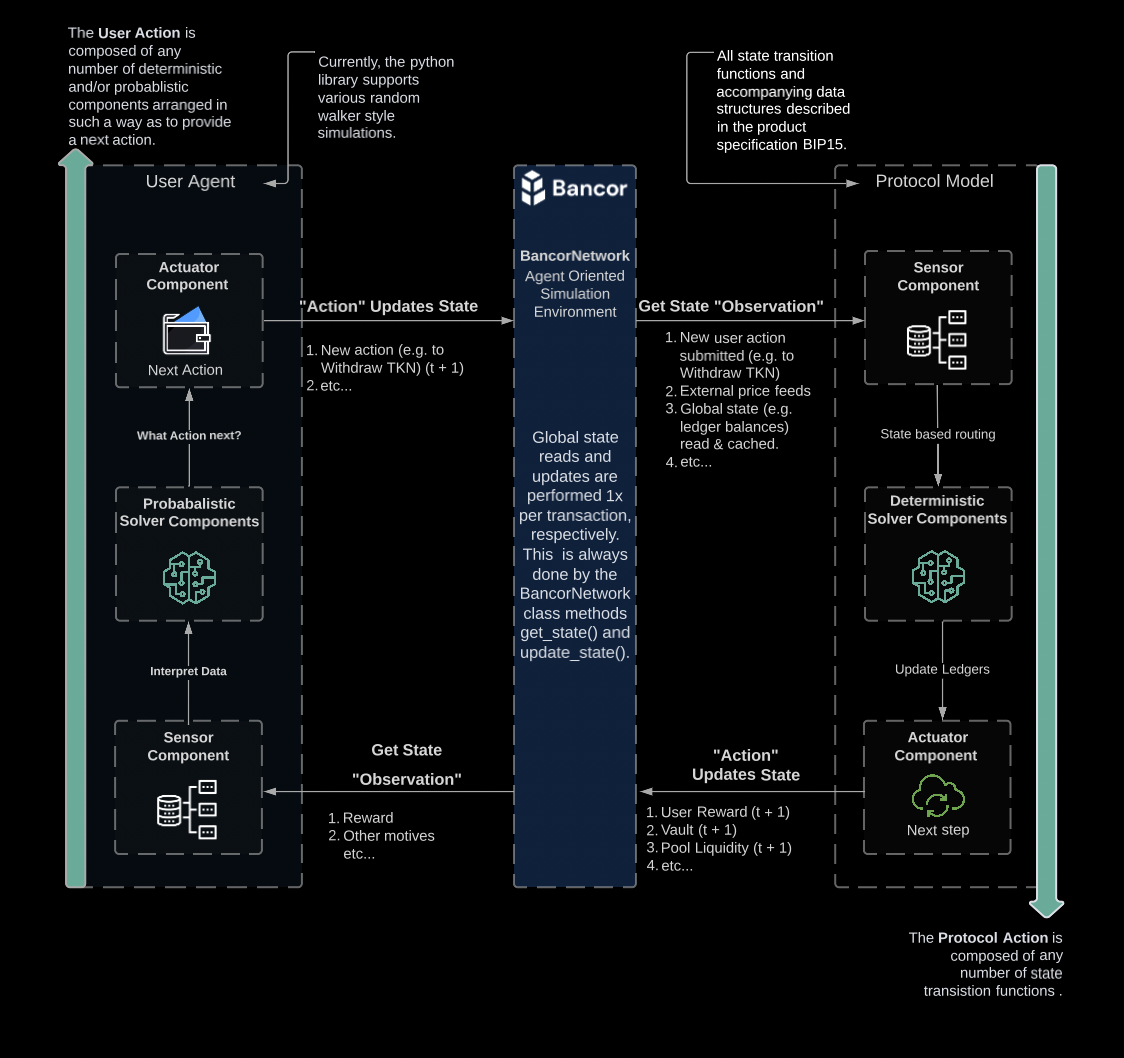 The User Action is
composed of any
number of deterministic
and/or probablistic
components arranged in
such a way as to provide
a next action.
Currently, the python
library supports
various random
walker style
simulations.
All state transition
functions and
accompanying data
structures described
in the product
specification BIP15.
User Agent
Actuator
Component
Next Action
What Action next?
Probabalistic
Solver Components
Interpret Data
Sensor
Component
"Action" Updates State
1. New action (e.g. to
Withdraw TKN) (t + 1)
2. etc...
Get State
"Observation"
1. Reward
2. Other motives
etc...
Bancor
BancorNetwork
Agent Oriented
Simulation
Environment
Global state
reads and
updates are
performed 1x
per transaction,
respectively.
This is always
done by the
BancorNetwork
class methods
get_state() and
update_state().
Get State "Observation"
1. New user action
submitted (e.g. to
Withdraw TKN)
2. External price feeds
3. Global state (e.g.
ledger balances)
read & cached.
4. etc...
"Action"
Updates State
1. User Reward (t + 1)
2. Vault (t + 1)
3. Pool Liquidity (t + 1)
4. etc...
Protocol Model
Sensor
Component
State based routing
Deterministic
Solver Components
Update Ledgers
Actuator
Component
Next step
The Protocol Action is
composed of any
number of state
transistion functions .